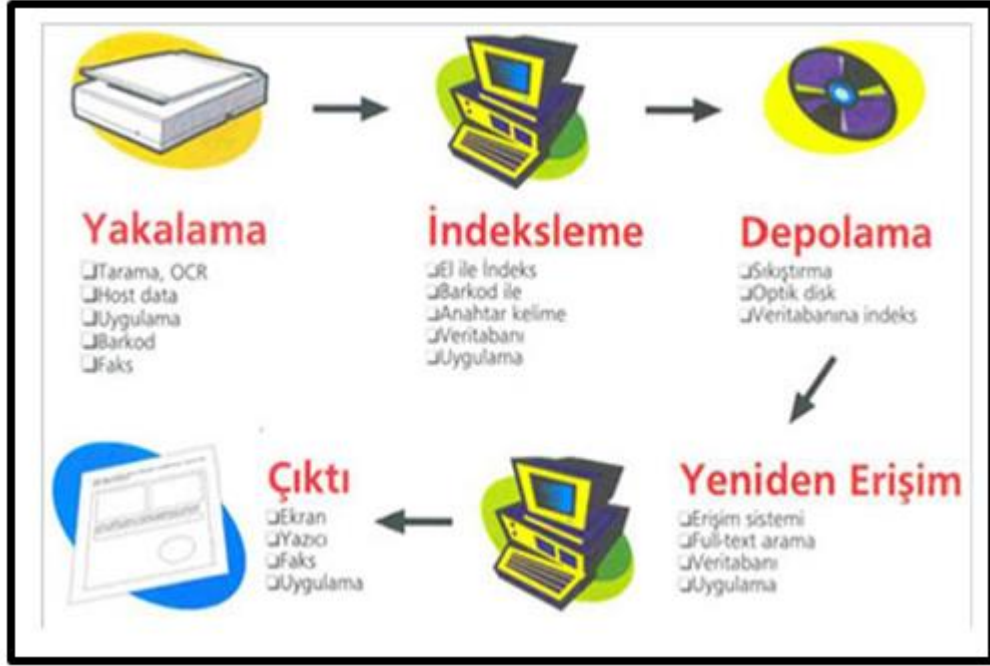 Yakalama
❑Tarama, OCR
❑Host data
❑Uygulama
❑Barkod
❑Faks
İndeksleme
❑El ile İndeks
❑Barkod ile
❑Anahtar kelime
❑Veritabanı
❑Uygulama
Depolama
❑Sıkıştırma
❑Optik disk
❑Veritabanına indeks
Yeniden Erişim
❑Erişim sistemi
❑Full-text arama
❑Veritabanı
❑Uygulama
Çıktı
❑Ekran
❑Yazıcı
❑Faks
❑Uygulama